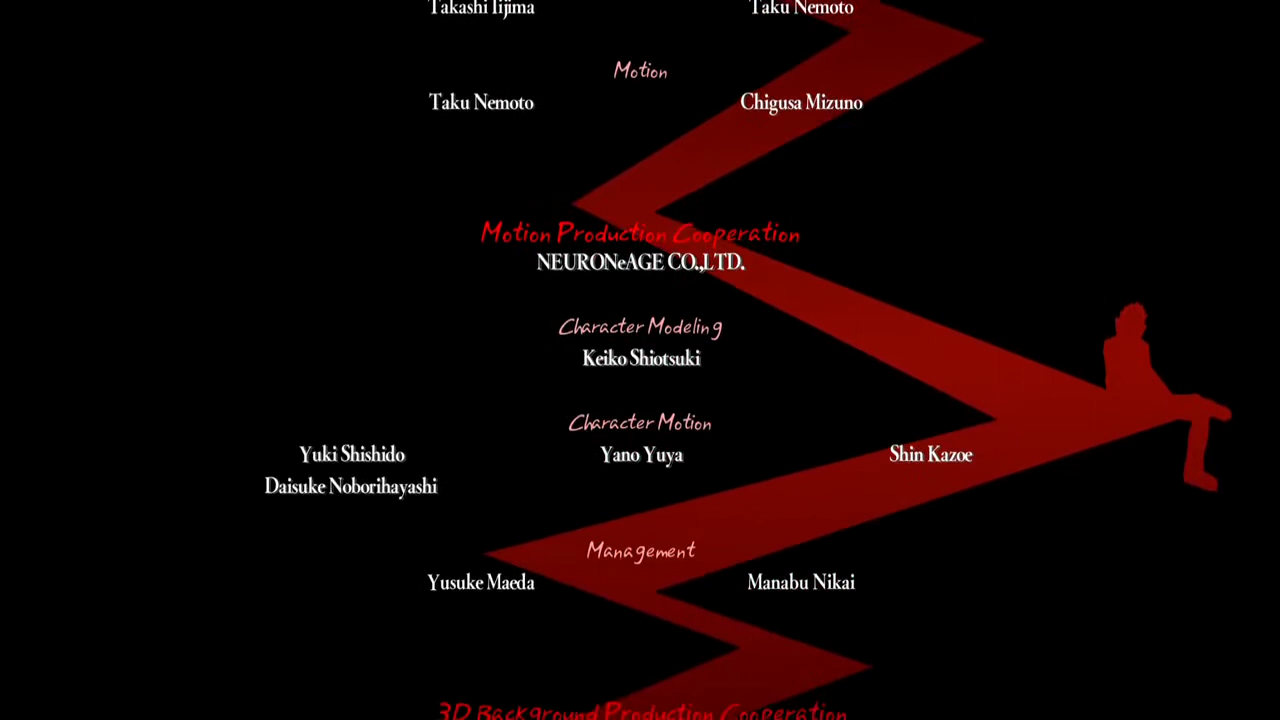 Takashi Iijima Taku Nemoto
Motion
Taku Nemoto Chigusa Mizuno
Motion Production Cooperation
NEURONeAGE CO.,LTD.
Character Modeling
Keiko Shiotsuki
Character Motion
Yuki Shishido Yano Yuya Shin Kazoe
Daisuke Noborihayashi
Management
Yusuke Maeda Manabu Nikai
3D Background Production Cooperation